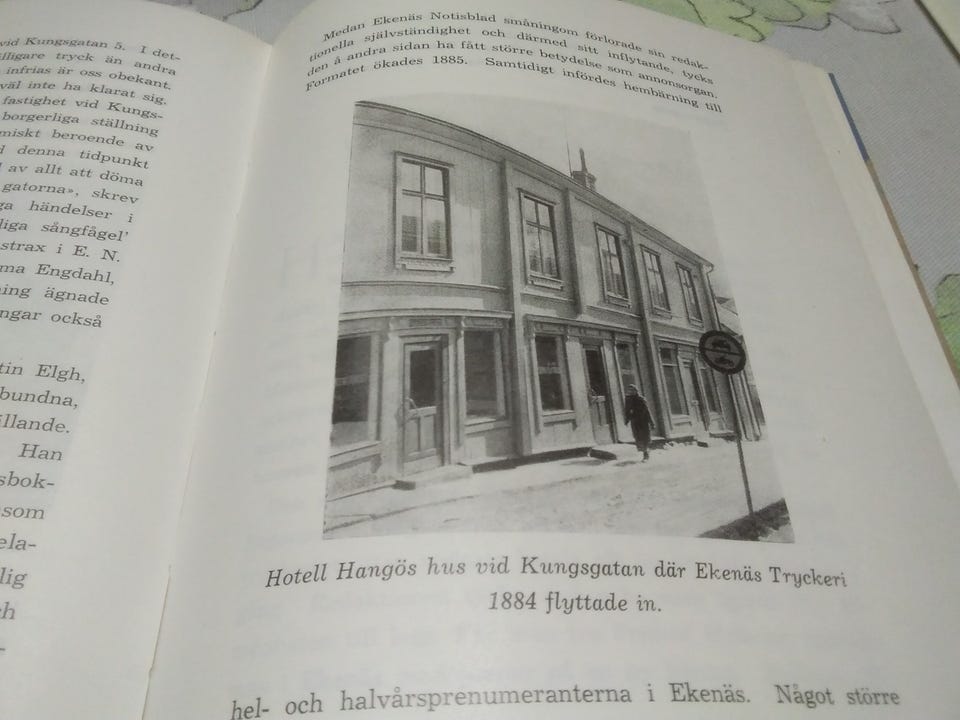 vid Kungsgatan 5. I det-
illigare tryck än andra
infrias är oss obekant.
väl inte ha klarat sig.
fastighet vid Kungs-
borgerliga ställning
miskt beroende av
denna tidpunkt
av allt att döma
gatorna», skrev
ga händelser i
liga sångfågel'
strax i E. N.
ma Engdahl,
ning ägnade
ngar också
tin Elgh,
bundna,
illande.
Han
sbok-
som
ela-
lig
Medan Ekenäs Notisblad småningom förlorade sin redak-
tionella självständighet och därmed sitt inflytande, tycks
den å andra sidan ha fått större betydelse som annonsorgan.
Formatet ökades 1885. Samtidigt infördes hembärning till
Hotell Hangös hus vid Kungsgatan där Ekenäs Tryckeri
1884 flyttade in.
hel- och halvårsprenumeranterna i Ekenäs. Något större